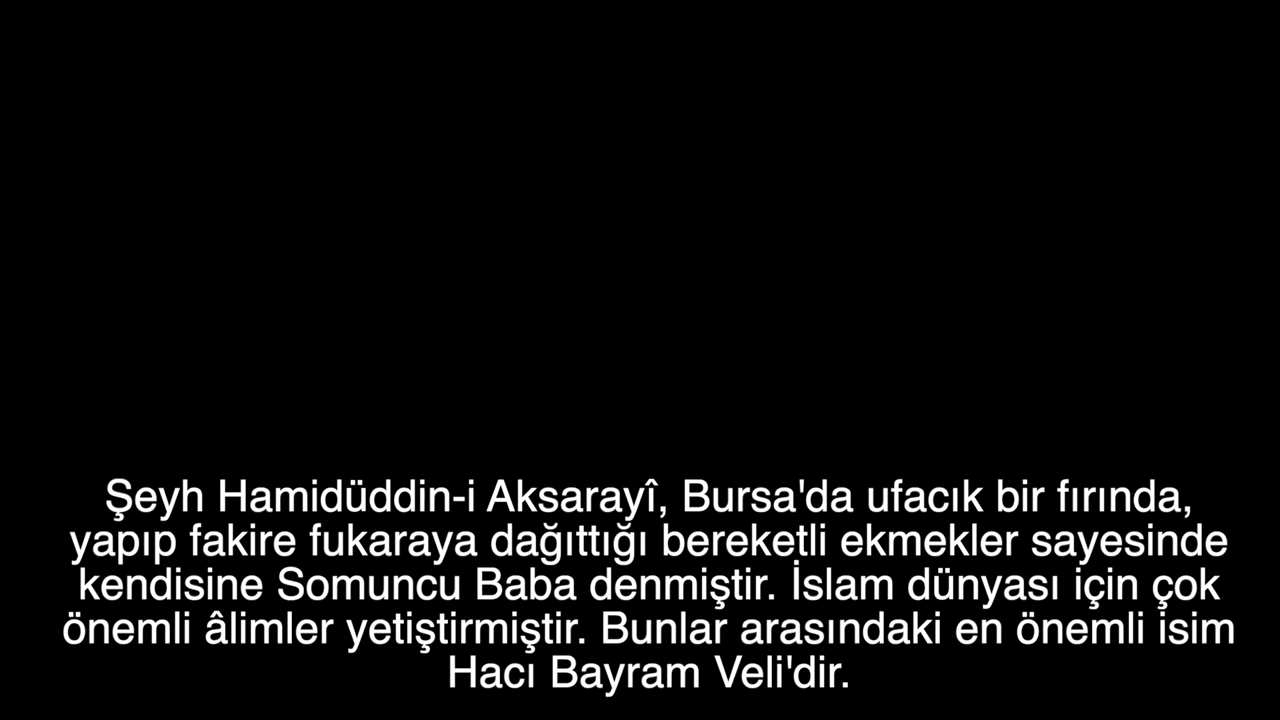 Şeyh Hamidüddin-i Aksarayî, Bursa'da ufacık bir fırında,
yapıp fakire fukaraya dağıttığı bereketli ekmekler sayesinde
kendisine Somuncu Baba denmiştir. İslam dünyası için çok
önemli âlimler yetiştirmiştir. Bunlar arasındaki en önemli isim
Hacı Bayram Veli'dir.